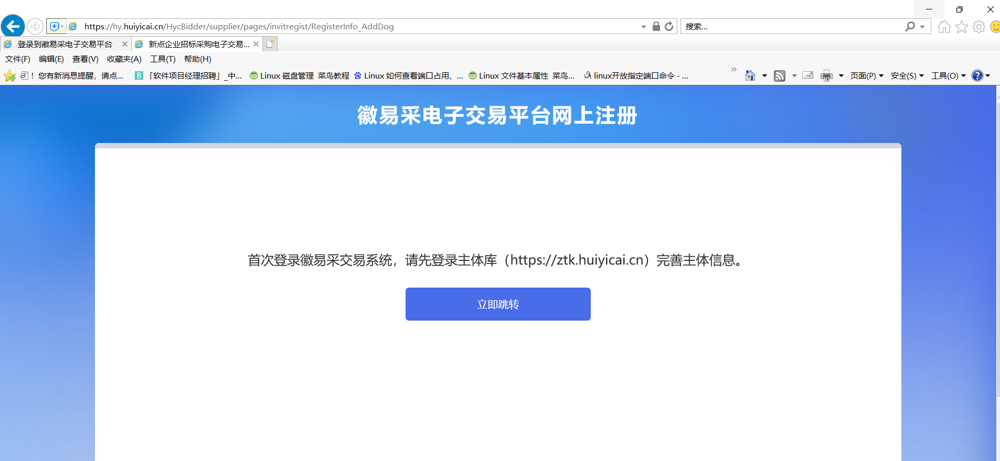 https://hy.huiyicai.cn/HycBidder/supplier/pages/invitregist/RegisterInfo_AddDog
搜索...
登录到徽易采电子交易平台
新点企业招标采购电子交易...
文件(F) 编辑(E) 查看(V) 收藏夹(A) 工具(T) 帮助(H)
！您有新消息提醒，请点... B 「软件项目经理招聘」_中... Linux 磁盘管理 菜鸟教程 Linux 如何查看端口占用、... Linux 文件基本属性 菜鸟... linux开放指定端口命令 - ... » 页面(P) 安全(S) 工具(O)
徽易采电子交易平台网上注册
首次登录徽易采交易系统，请先登录主体库（https://ztk.huiyicai.cn）完善主体信息。
立即跳转